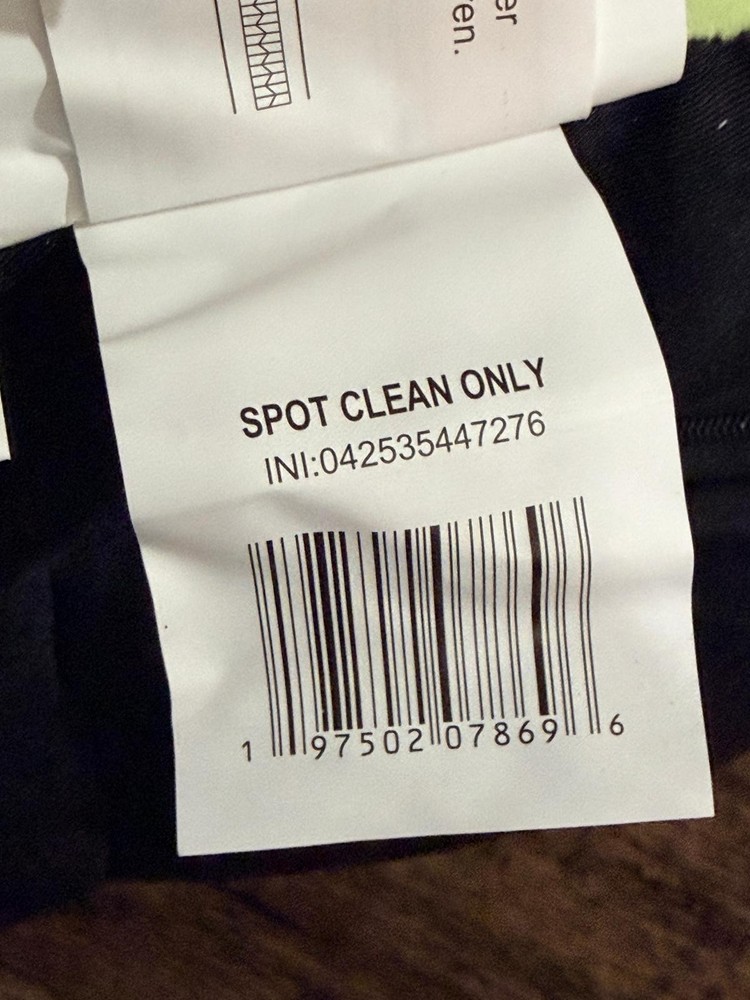 SPOT CLEAN ONLY
INI:042535447276
1 97502 07869 6